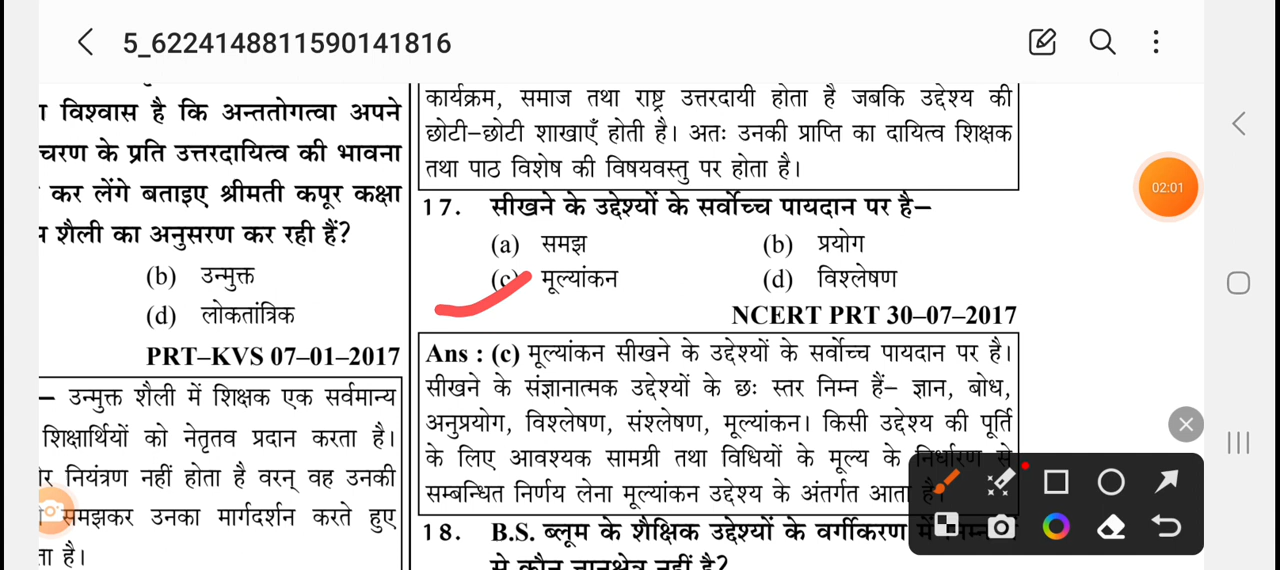 5_6224148811590141816
02:01
विश्वास है कि अन्ततोगत्वा अपने
चरण के प्रति उत्तरदायित्व की भावना
कर लेंगे बताइए श्रीमती कपूर कक्षा
शैली का अनुसरण कर रही हैं?
(b) उन्मुक्त
(d) लोकतांत्रिक
PRT–KVS 07–01–2017
– उन्मुक्त शैली में शिक्षक एक सर्वमान्य
शिक्षार्थियों को नेतृतव प्रदान करता है।
नियंत्रण नहीं होता है वरन् वह उनकी
समझकर उनका मार्गदर्शन करते हुए
है।
कार्यक्रम, समाज तथा राष्ट्र उत्तरदायी होता है जबकि उद्देश्य की
छोटी–छोटी शाखाएँ होती है। अतः उनकी प्राप्ति का दायित्व शिक्षक
तथा पाठ विशेष की विषयवस्तु पर होता है।
17. सीखने के उद्देश्यों के सर्वोच्च पायदान पर है–
(a) समझ (b) प्रयोग
(c) मूल्यांकन (d) विश्लेषण
NCERT PRT 30–07–2017
Ans : (c) मूल्यांकन सीखने के उद्देश्यों के सर्वोच्च पायदान पर है।
सीखने के संज्ञानात्मक उद्देश्यों के छः स्तर निम्न हैं– ज्ञान, बोध,
अनुप्रयोग, विश्लेषण, संश्लेषण, मूल्यांकन। किसी उद्देश्य की पूर्ति
के लिए आवश्यक सामग्री तथा विधियों के मूल्य के निर्धारण से
सम्बन्धित निर्णय लेना मूल्यांकन उद्देश्य के अंतर्गत आता है।
18. B.S. ब्लूम के शैक्षिक उद्देश्यों के वर्गीकरण में
से कौन ज्ञानक्षेत्र नहीं है?